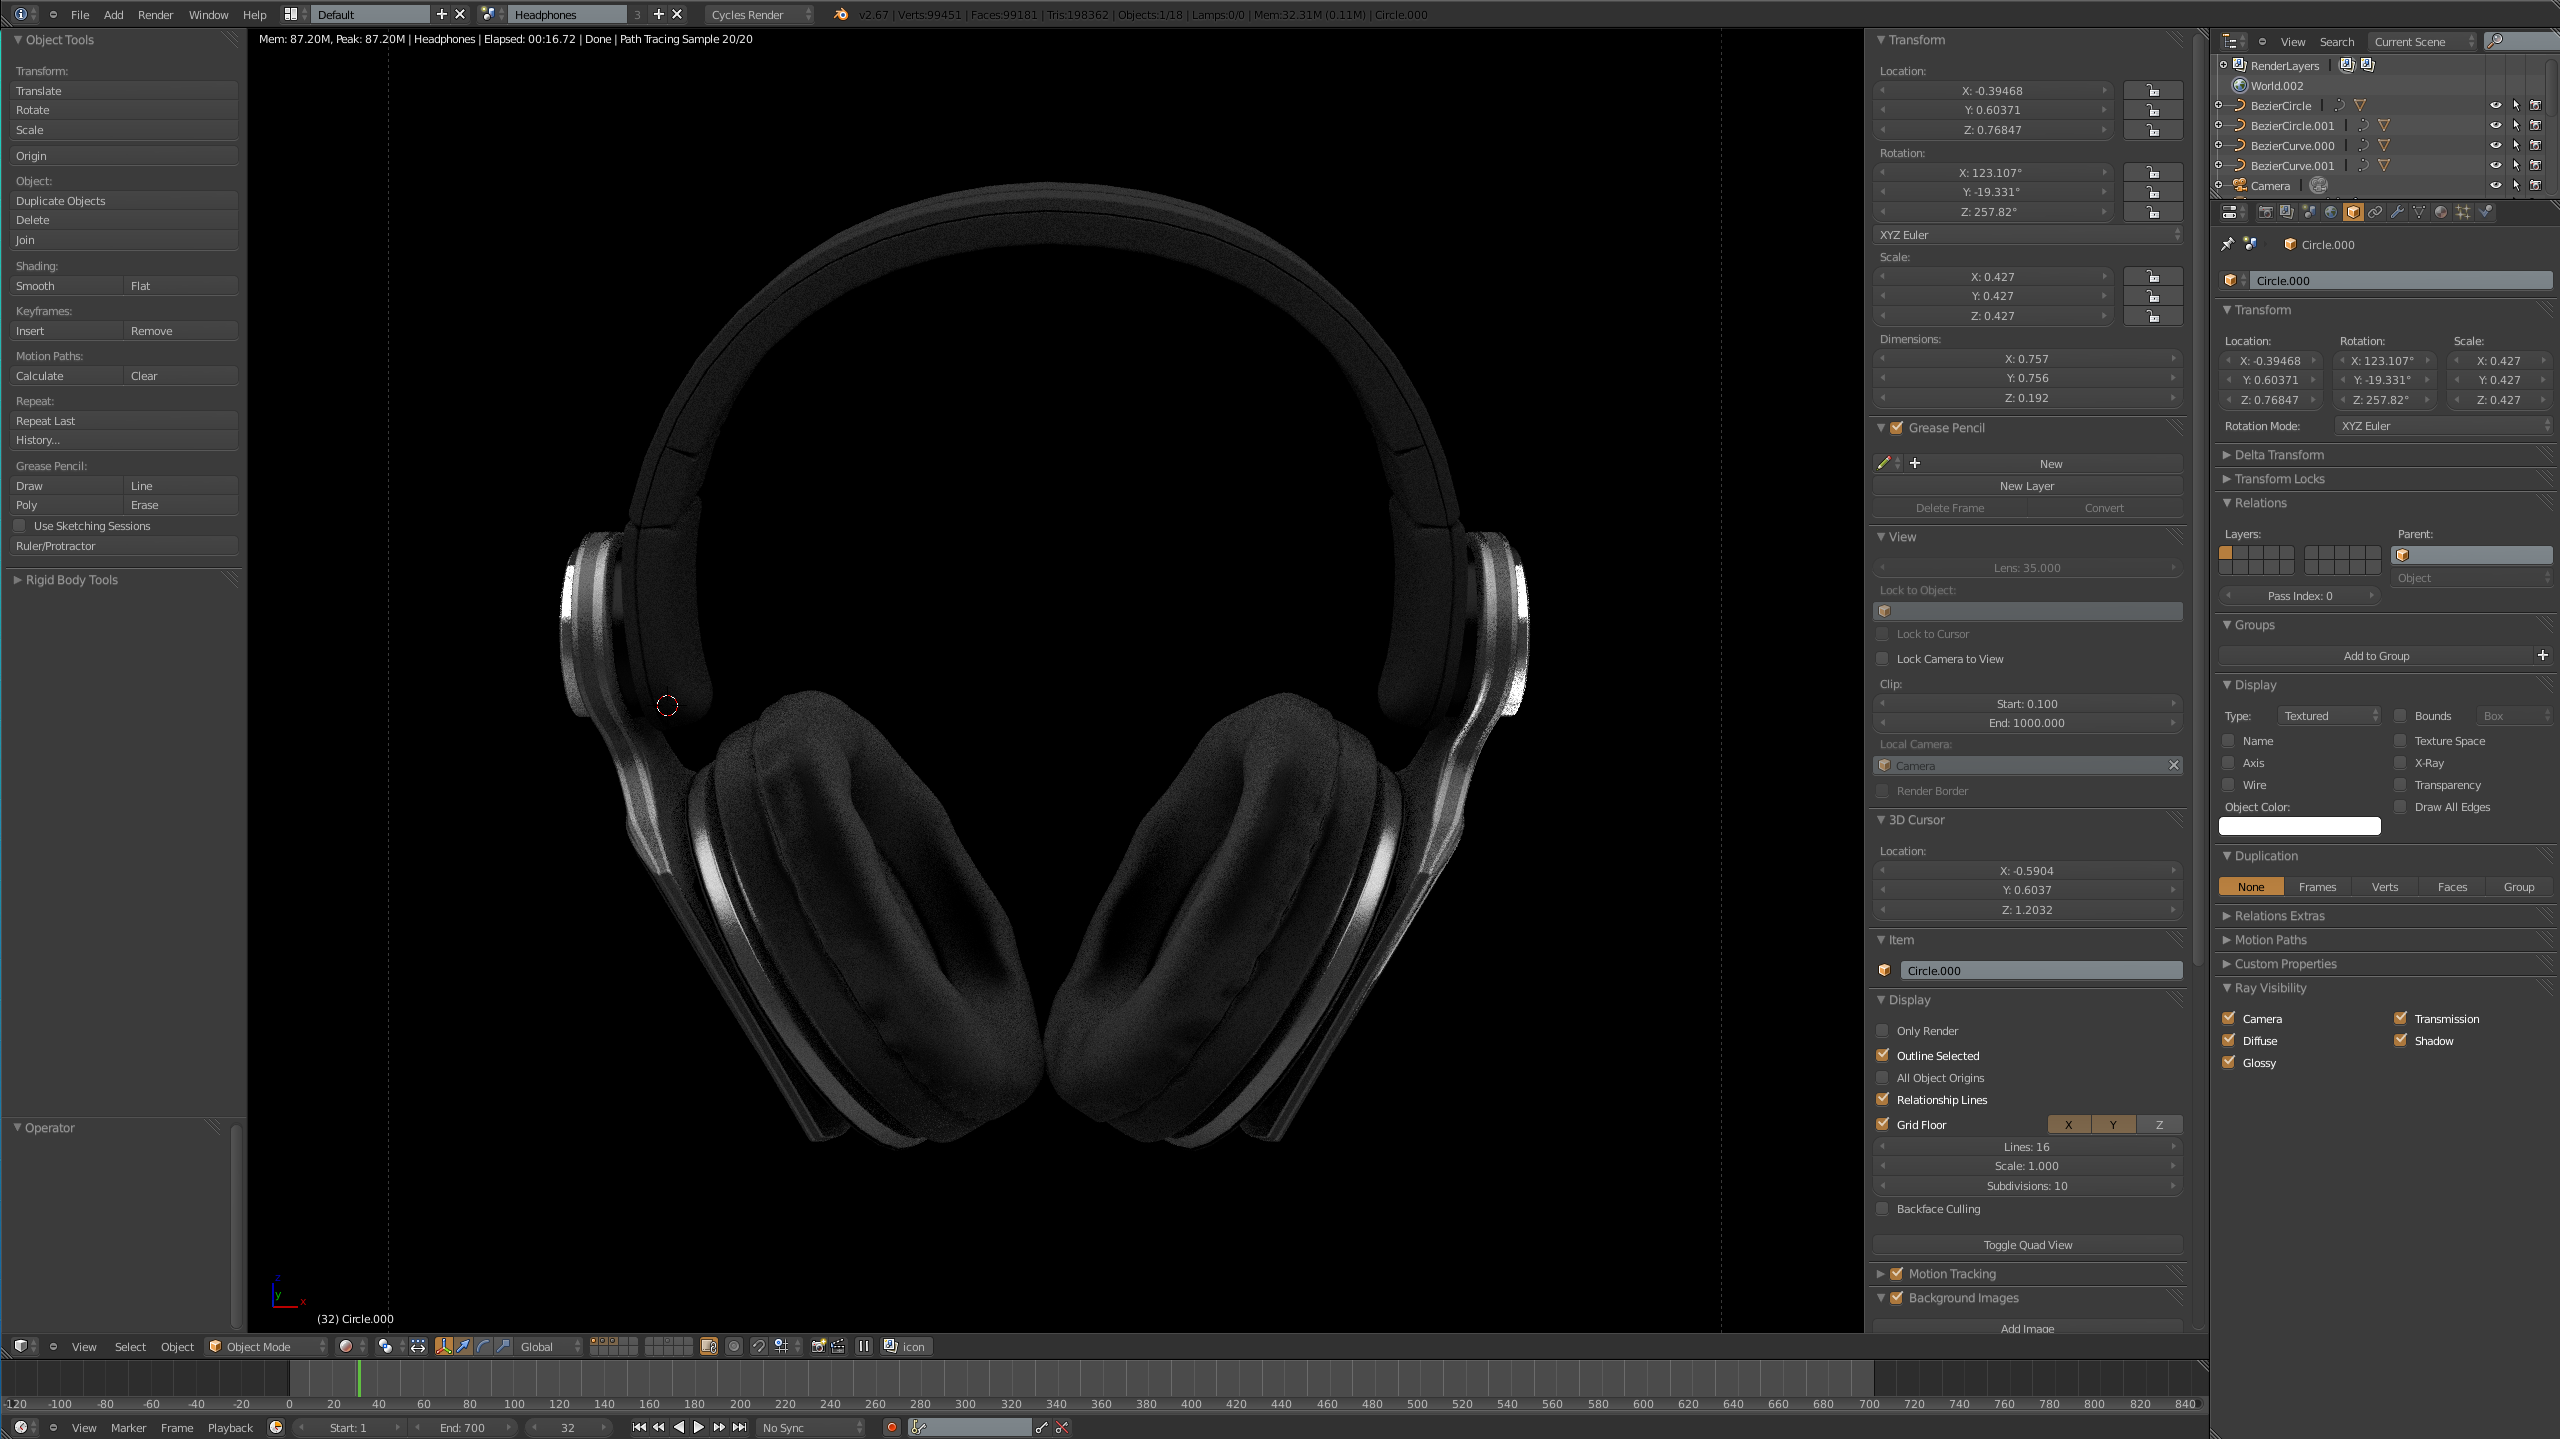 File Add Render Window Help Default Headphones 3 Cycles Render v2.67 | Verts:99451 | Faces:99181 | Tris:198362 | Objects:1/18 | Lamps:0/0 | Mem:32.31M (0.11M) | Circle.000
Object Tools
Transform:
Translate
Rotate
Scale
Origin
Object:
Duplicate Objects
Delete
Join
Shading:
Smooth Flat
Keyframes:
Insert Remove
Motion Paths:
Calculate Clear
Repeat:
Repeat Last
History...
Grease Pencil:
Draw Line
Poly Erase
Use Sketching Sessions
Ruler/Protractor
Rigid Body Tools
Operator
Mem: 87.20M, Peak: 87.20M | Headphones | Elapsed: 00:16.72 | Done | Path Tracing Sample 20/20
z
y
x
(32) Circle.000
Transform
Location:
X: -0.39468
Y: 0.60371
Z: 0.76847
Rotation:
X: 123.107°
Y: -19.331°
Z: 257.82°
XYZ Euler
Scale:
X: 0.427
Y: 0.427
Z: 0.427
Dimensions:
X: 0.757
Y: 0.756
Z: 0.192
Grease Pencil
New
New Layer
Delete Frame Convert
View
Lens: 35.000
Lock to Object:
Lock to Cursor
Lock Camera to View
Clip:
Start: 0.100
End: 1000.000
Local Camera:
Camera
Render Border
3D Cursor
Location:
X: -0.5904
Y: 0.6037
Z: 1.2032
Item
Circle.000
Display
Only Render
Outline Selected
All Object Origins
Relationship Lines
Grid Floor X Y Z
Lines: 16
Scale: 1.000
Subdivisions: 10
Backface Culling
Toggle Quad View
Motion Tracking
Background Images
Add Image
View Search Current Scene
RenderLayers
World.002
BezierCircle
BezierCircle.001
BezierCurve.000
BezierCurve.001
Camera
Circle.000
Circle.000
Transform
Location: Rotation: Scale:
X: -0.39468 X: 123.107° X: 0.427
Y: 0.60371 Y: -19.331° Y: 0.427
Z: 0.76847 Z: 257.82° Z: 0.427
Rotation Mode: XYZ Euler
Delta Transform
Transform Locks
Relations
Layers: Parent:
Object
Pass Index: 0
Groups
Add to Group
Display
Type: Textured Bounds Box
Name Texture Space
Axis X-Ray
Wire Transparency
Object Color: Draw All Edges
Duplication
None Frames Verts Faces Group
Relations Extras
Motion Paths
Custom Properties
Ray Visibility
Camera Transmission
Diffuse Shadow
Glossy
View Select Object Object Mode Global icon
-120 -100 -80 -60 -40 -20 0 20 40 60 80 100 120 140 160 180 200 220 240 260 280 300 320 340 360 380 400 420 440 460 480 500 520 540 560 580 600 620 640 660 680 700 720 740 760 780 800 820 840
View Marker Frame Playback Start: 1 End: 700 32 No Sync